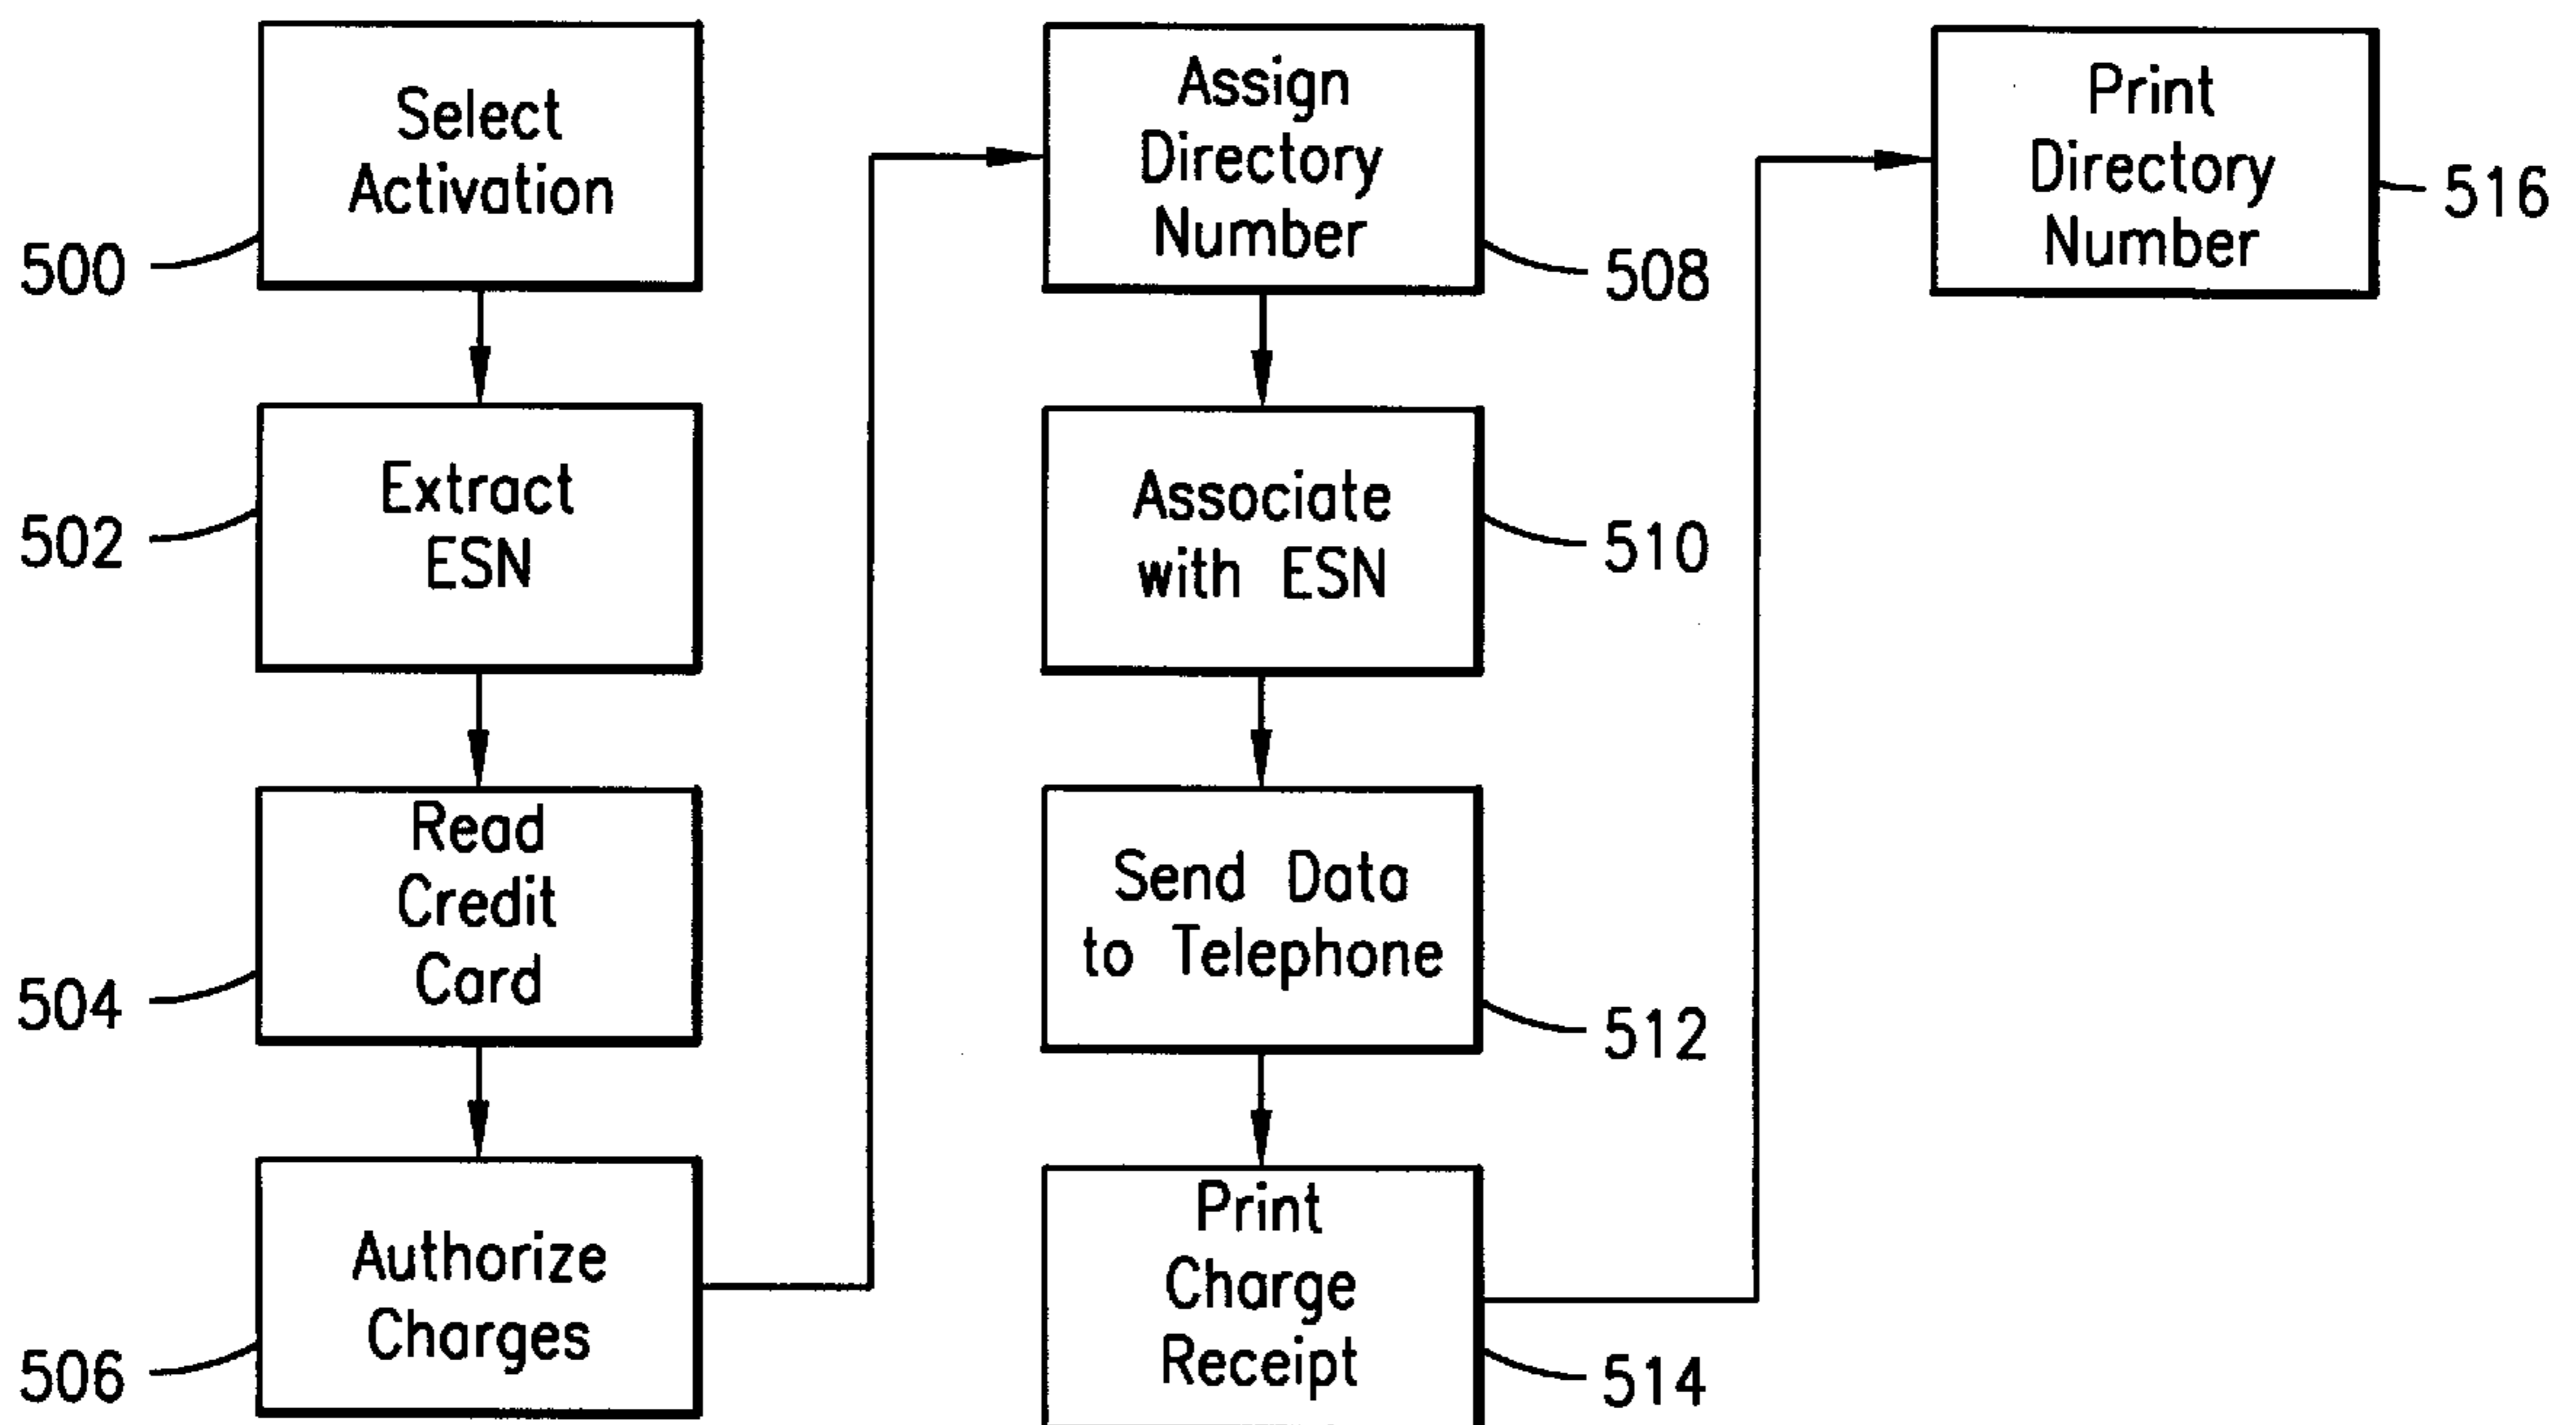 Select
Activation
500
Extract
ESN
502
Read
Credit
Card
504
Authorize
Charges
506
Assign
Directory
Number
508
Associate
with ESN
510
Send Data
to Telephone
512
Print
Charge
Receipt
514
Print
Directory
Number
516